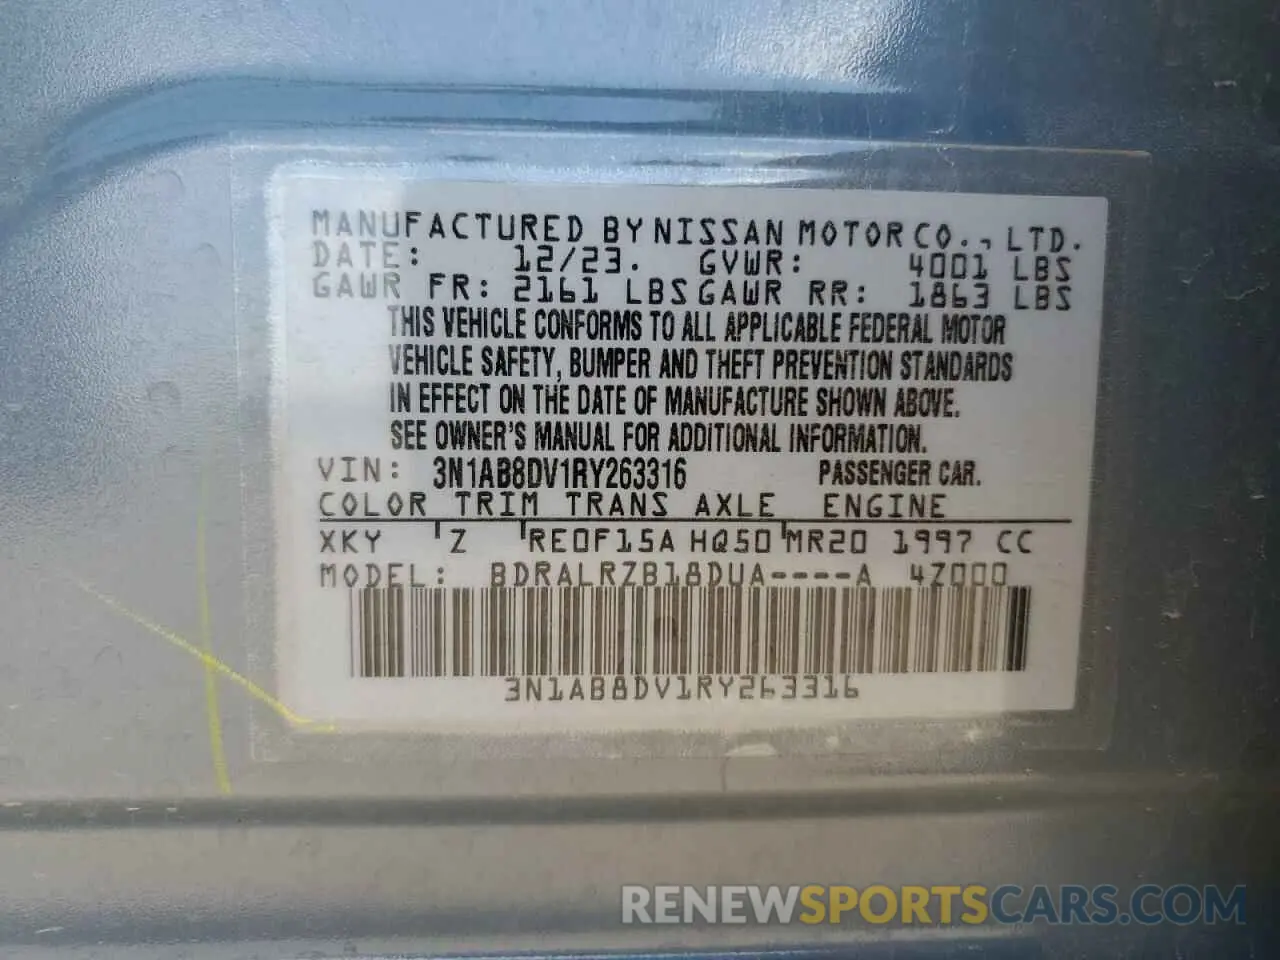 MANUFACTURED BY NISSAN MOTOR CO., LTD.
DATE: 12/23. GVWR: 4001 LBS
GAWR FR: 2161 LBS GAWR RR: 1863 LBS
THIS VEHICLE CONFORMS TO ALL APPLICABLE FEDERAL MOTOR
VEHICLE SAFETY, BUMPER AND THEFT PREVENTION STANDARDS
IN EFFECT ON THE DATE OF MANUFACTURE SHOWN ABOVE.
SEE OWNER'S MANUAL FOR ADDITIONAL INFORMATION.
VIN: 3N1AB8DV1RY263316 PASSENGER CAR.
COLOR TRIM TRANS AXLE ENGINE
XKY Z RE0F15A HQ50 MR20 1997 CC
MODEL: BDRALRZB18DUA----A 4Z000
3N1AB8DV1RY263316
RENEWSPORTSCARS.COM